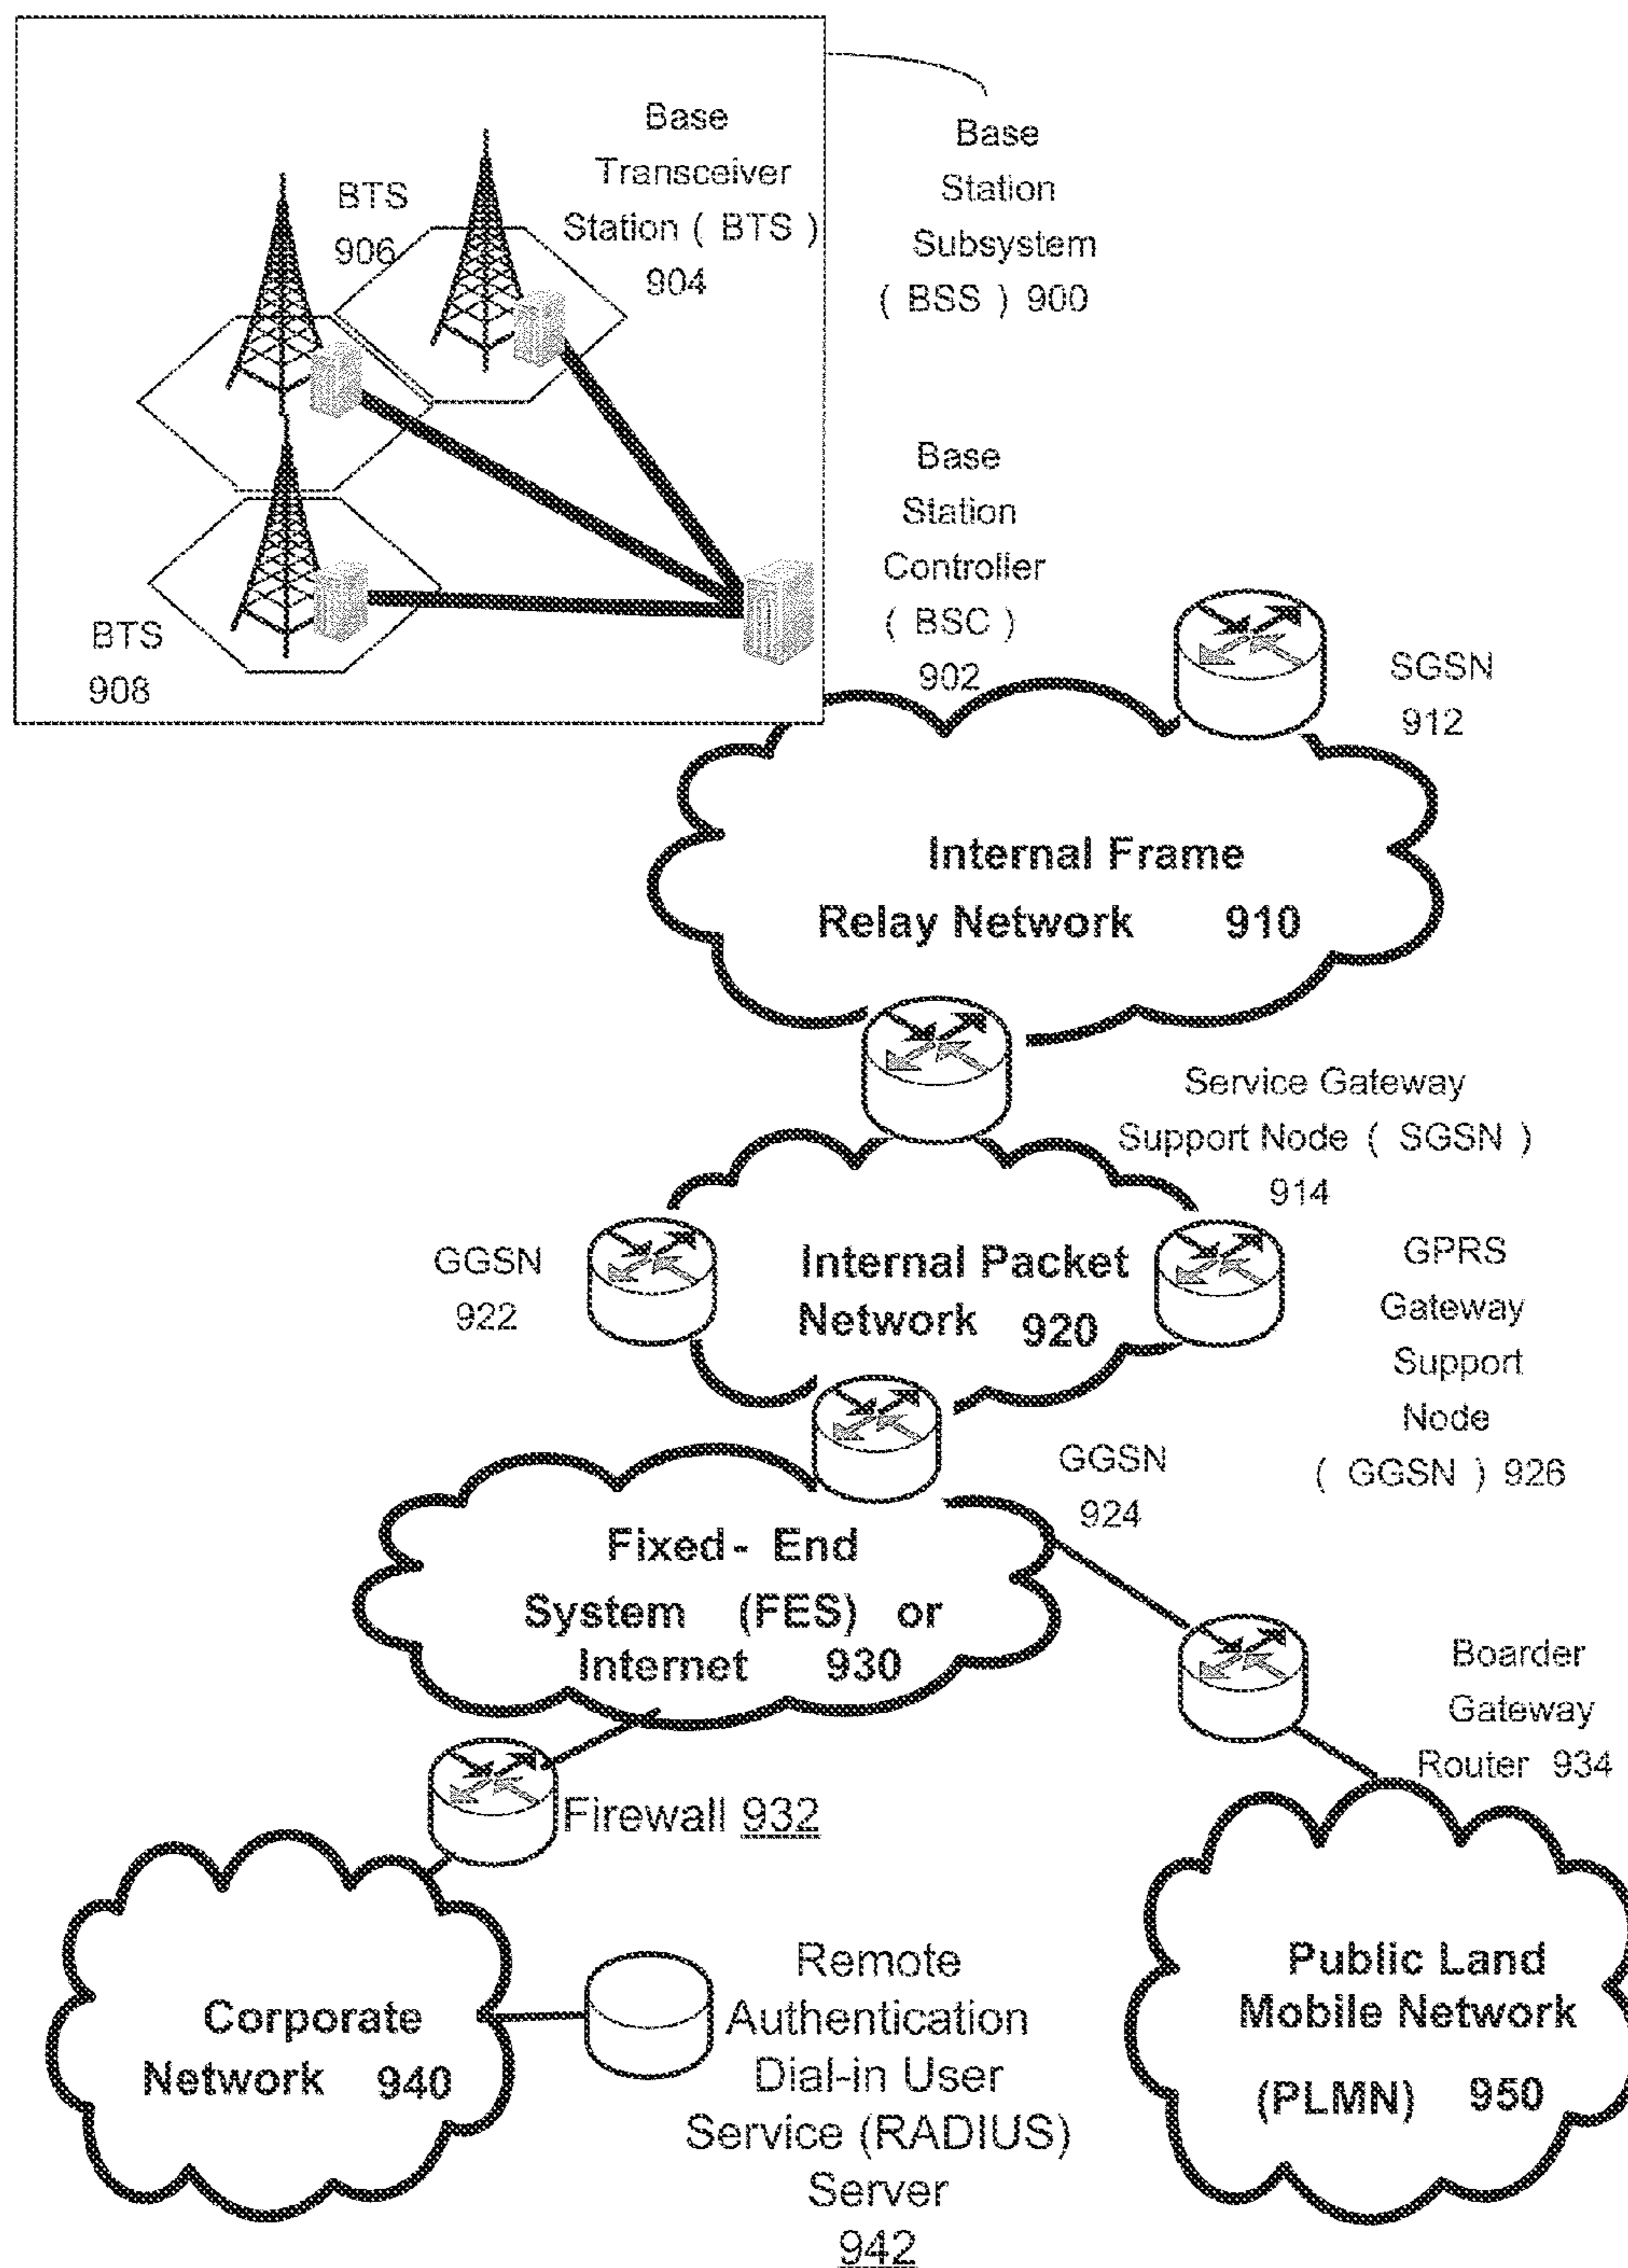 Base
Transceiver
Station ( BTS )
904
BTS
906
BTS
908
Base
Station
Subsystem
( BSS ) 900
Base
Station
Controller
( BSC )
902
SGSN
912
Internal Frame
Relay Network 910
Service Gateway
Support Node ( SGSN )
914
GGSN
922
Internal Packet
Network 920
GPRS
Gateway
Support
Node
( GGSN ) 926
GGSN
924
Fixed- End
System (FES) or
Internet 930
Boarder
Gateway
Router 934
Firewall 932
Corporate
Network 940
Remote
Authentication
Dial-in User
Service (RADIUS)
Server
942
Public Land
Mobile Network
(PLMN) 950